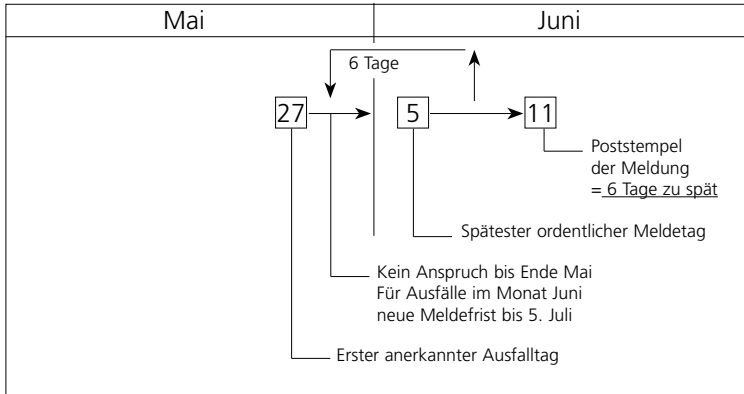 Mai Juni
6 Tage
27 5 11
Poststempel
der Meldung
= 6 Tage zu spät
Spätester ordentlicher Meldetag
Kein Anspruch bis Ende Mai
Für Ausfälle im Monat Juni
neue Meldefrist bis 5. Juli
Erster anerkannter Ausfalltag